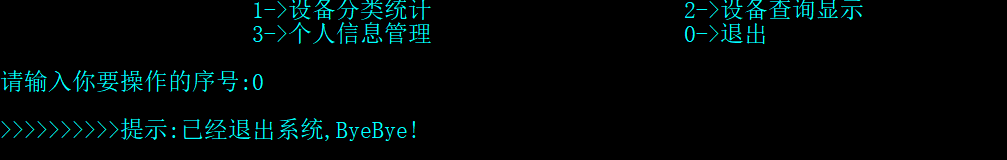 1->设备分类统计 2->设备查询显示
3->个人信息管理 0->退出
请输入你要操作的序号:0
>>>>>>>>>>提示:已经退出系统,ByeBye!